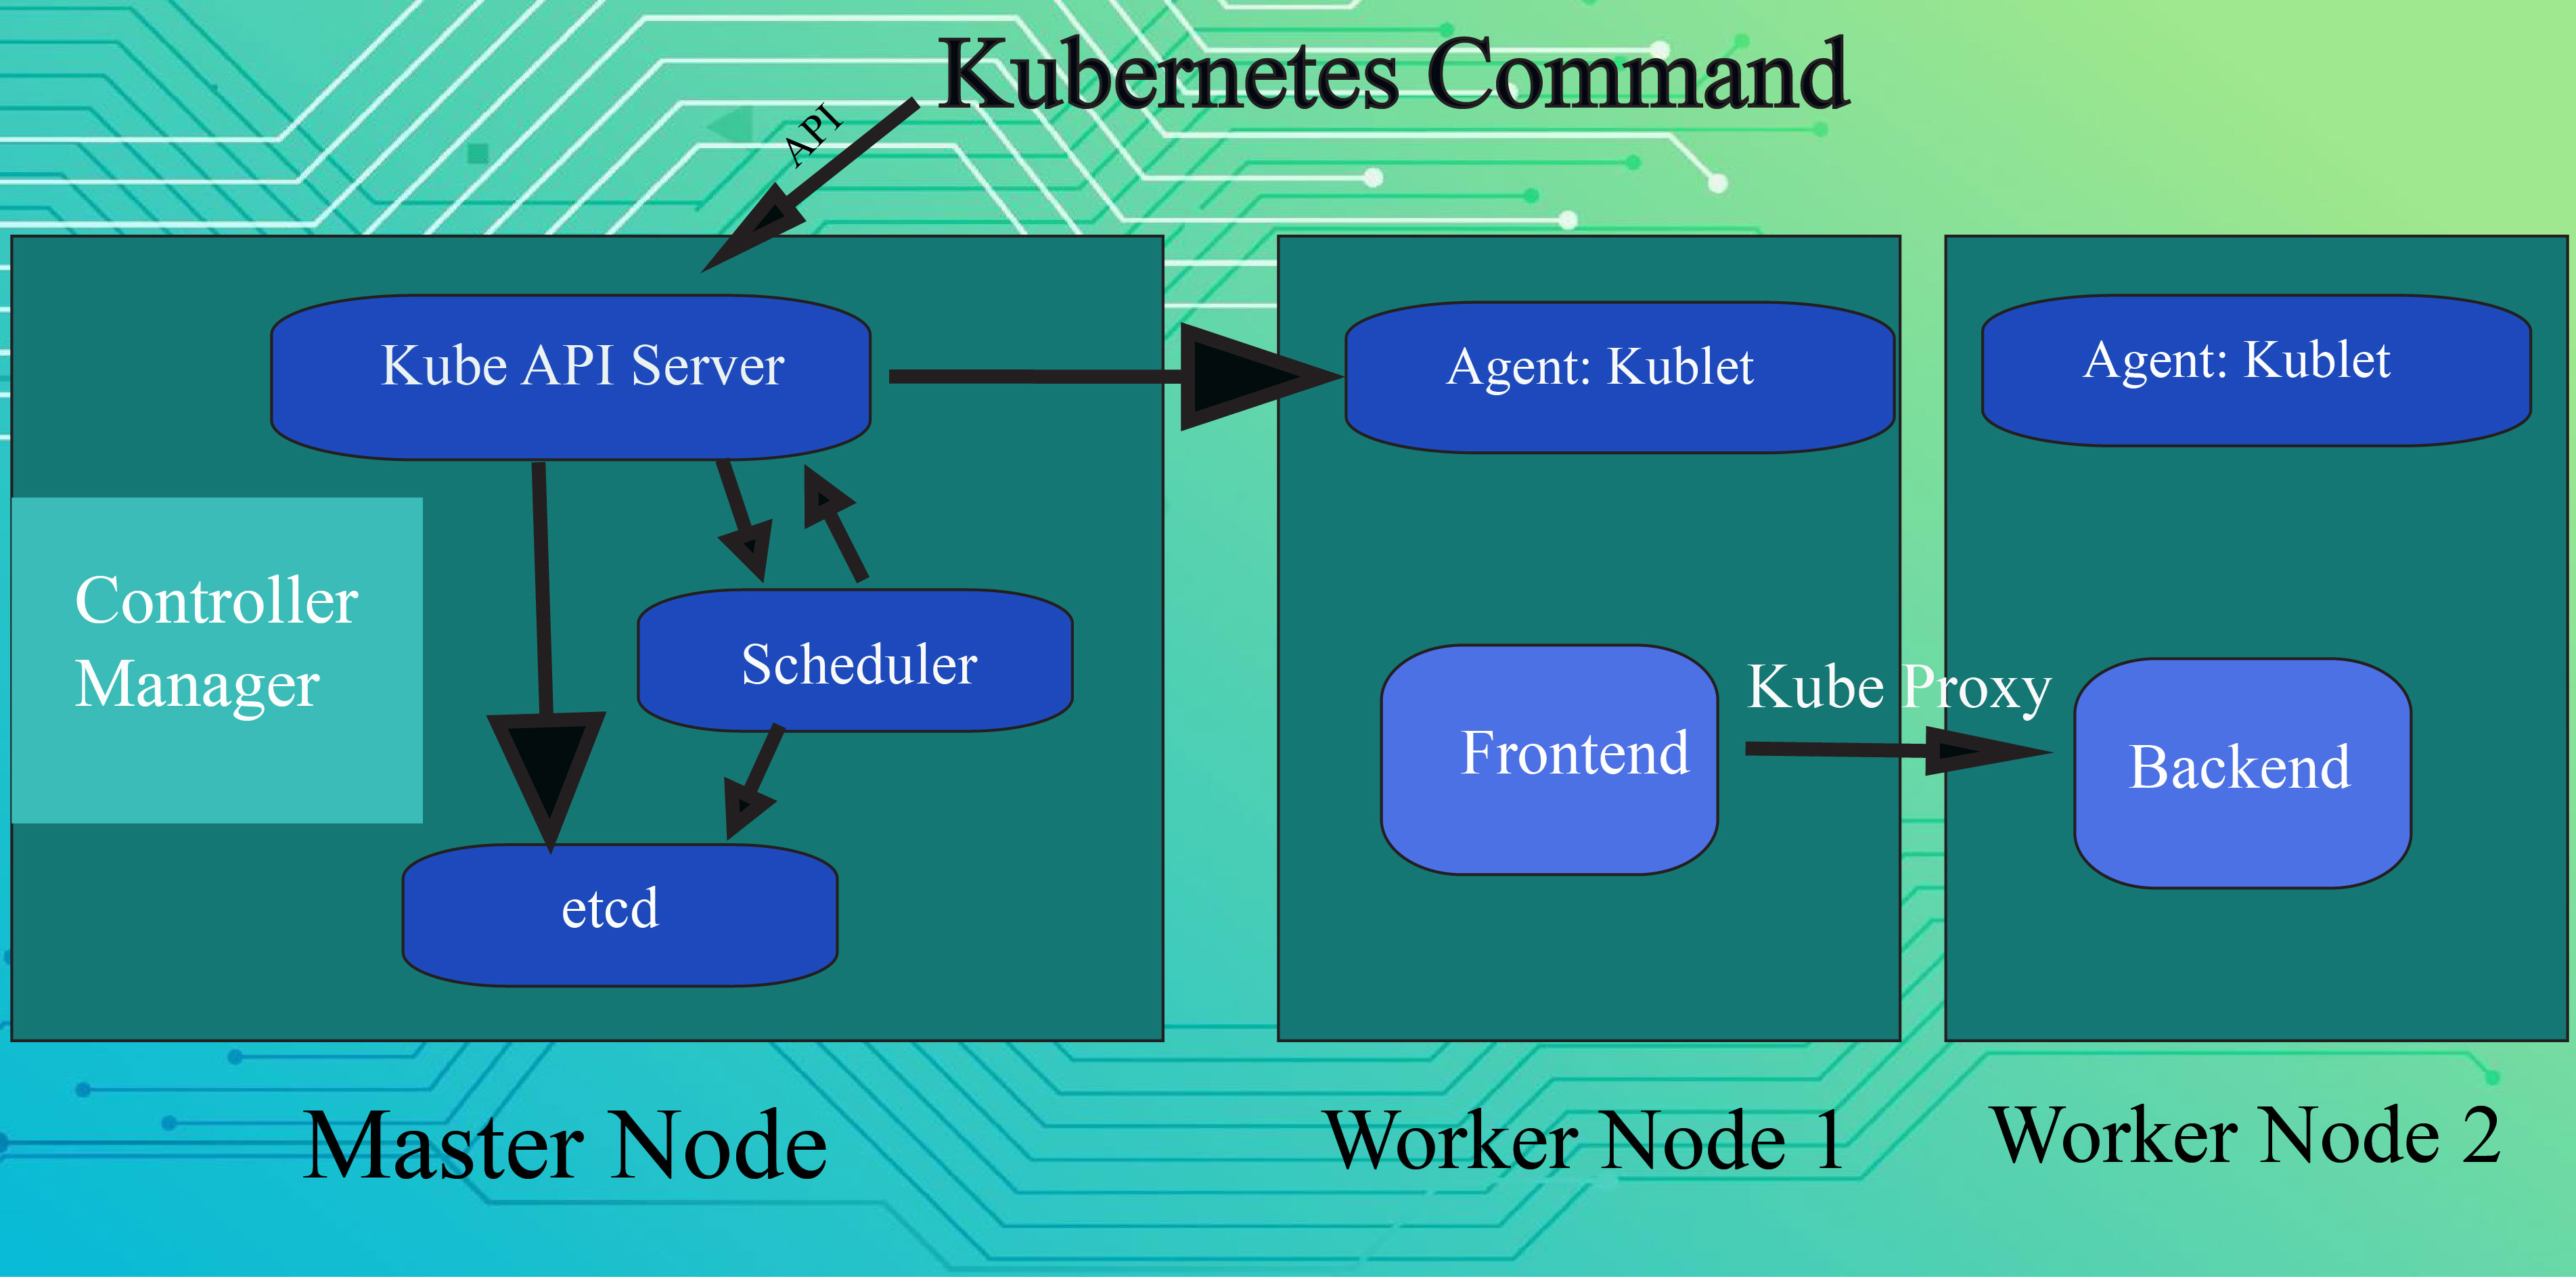 Kubernetes Command
API
Kube API Server
Controller
Manager
Scheduler
etcd
Agent: Kublet
Frontend
Kube Proxy
Agent: Kublet
Backend
Master Node
Worker Node 1
Worker Node 2